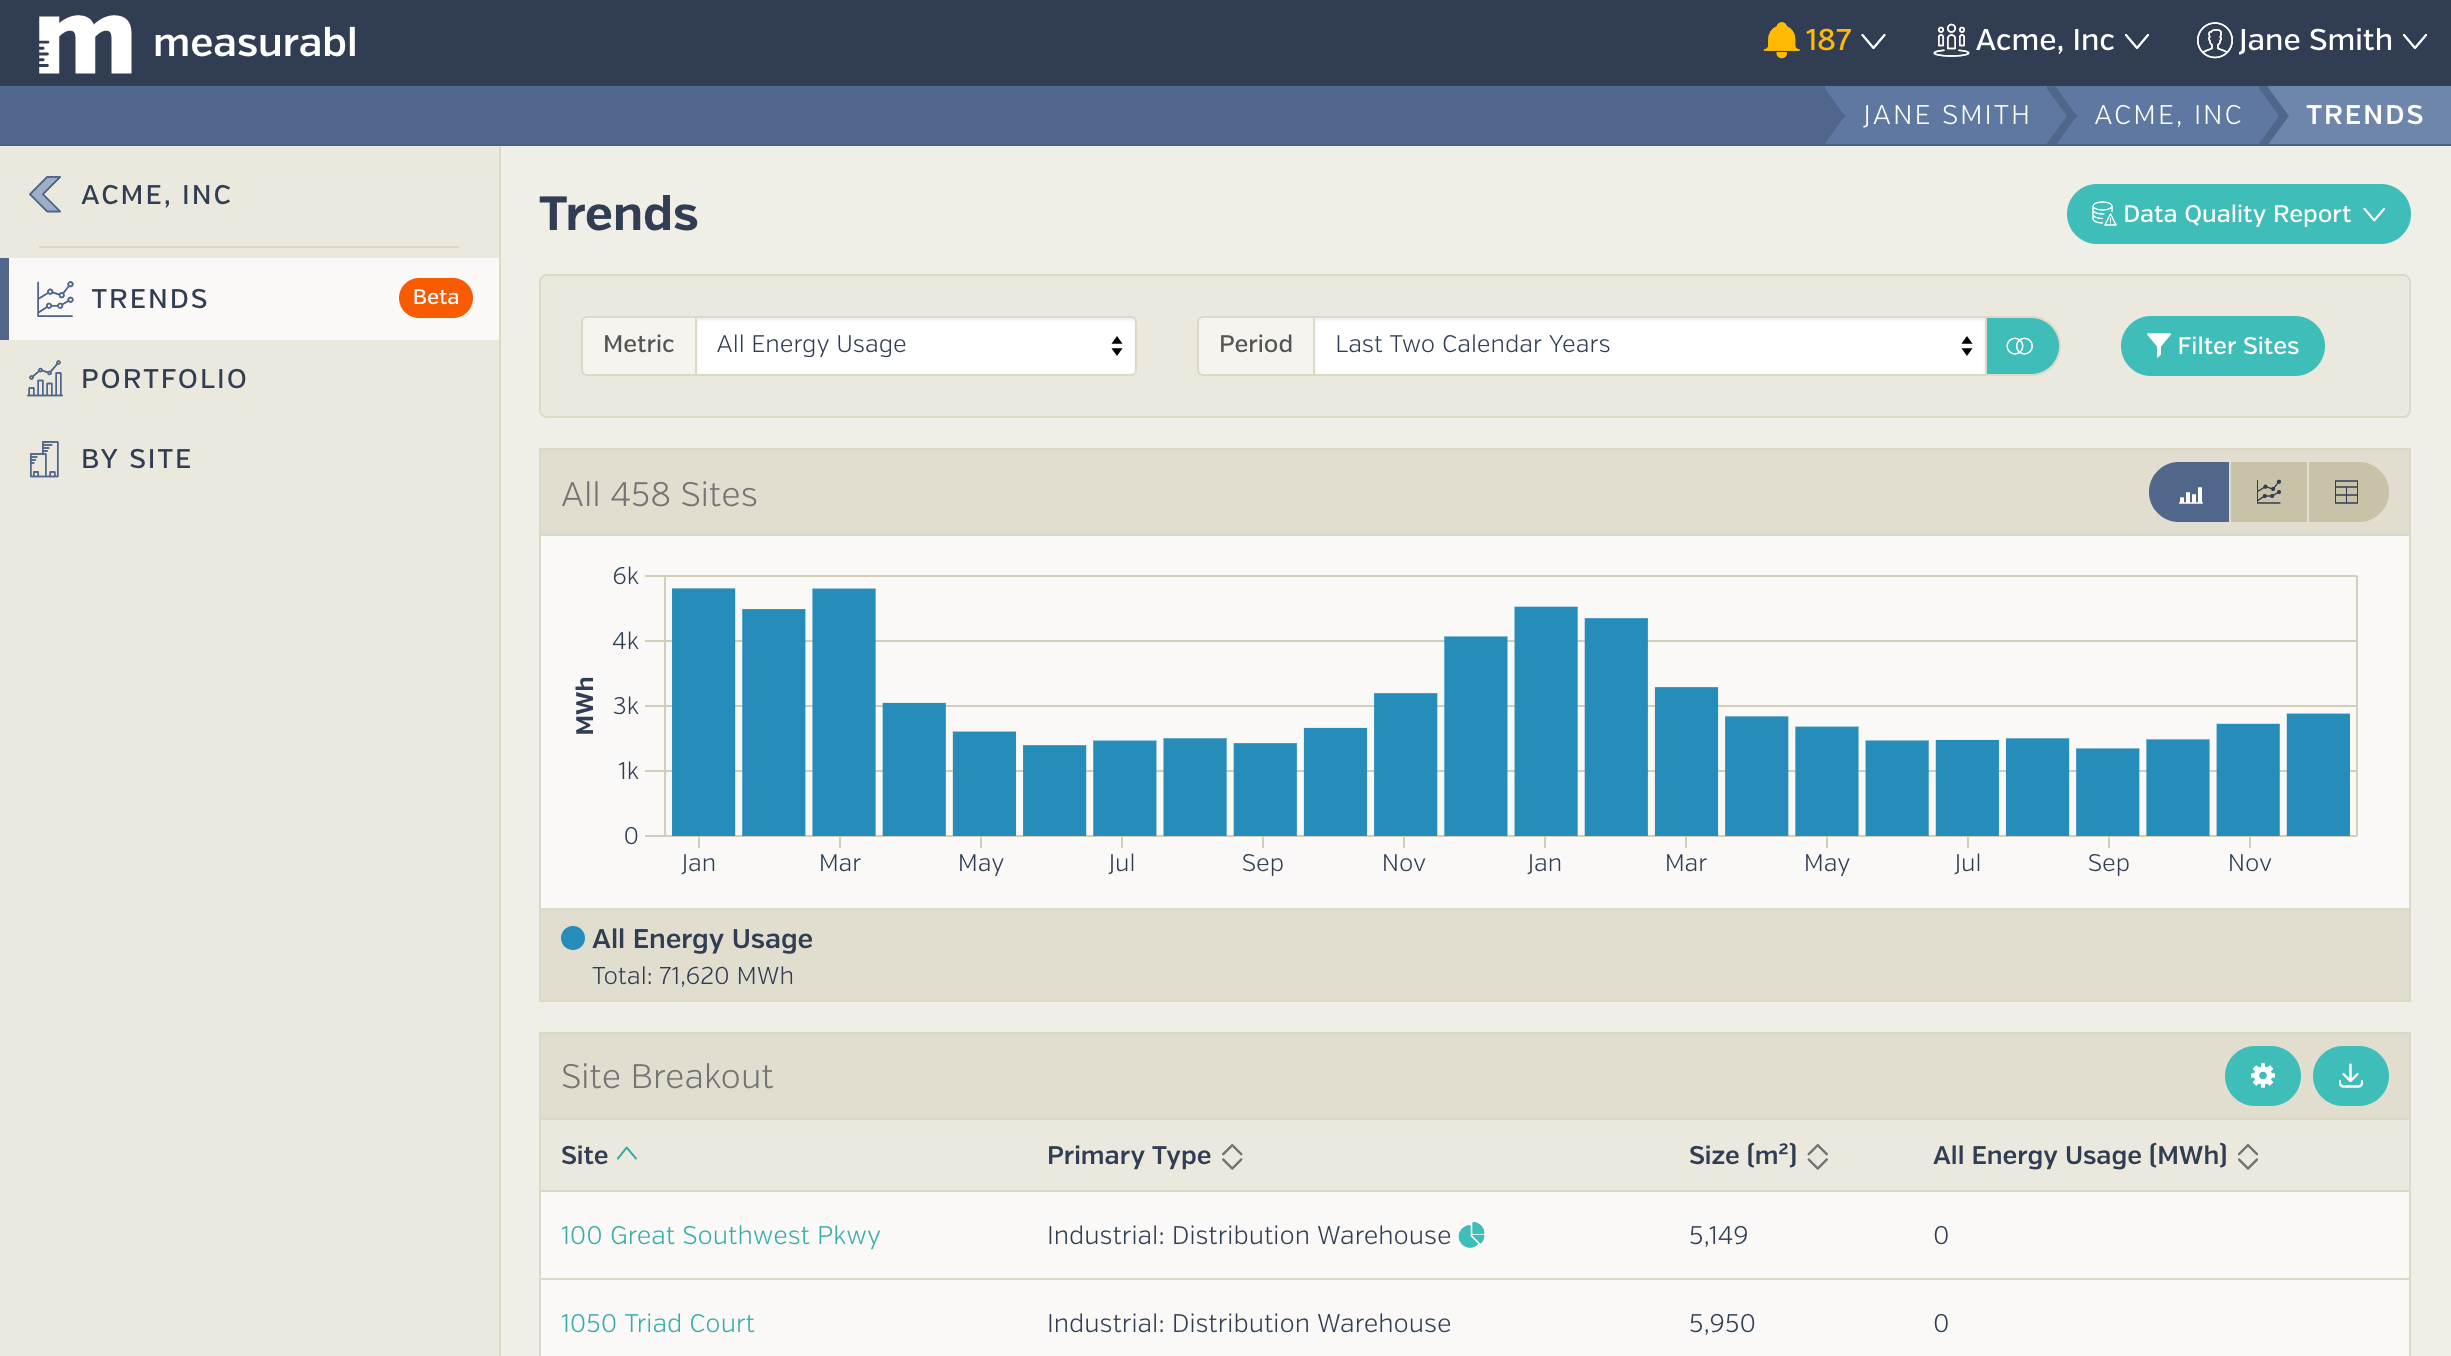 measurabl
187
Acme, Inc
Jane Smith
JANE SMITH
ACME, INC
TRENDS
ACME, INC
TRENDS
Beta
PORTFOLIO
BY SITE
Trends
Data Quality Report
Metric
All Energy Usage
Period
Last Two Calendar Years
Filter Sites
All 458 Sites
6k
4k
3k
1k
0
MWh
Jan Mar May Jul Sep Nov Jan Mar May Jul Sep Nov
All Energy Usage
Total: 71,620 MWh
Site Breakout
Site Primary Type Size (m²) All Energy Usage (MWh)
100 Great Southwest Pkwy Industrial: Distribution Warehouse 5,149 0
1050 Triad Court Industrial: Distribution Warehouse 5,950 0